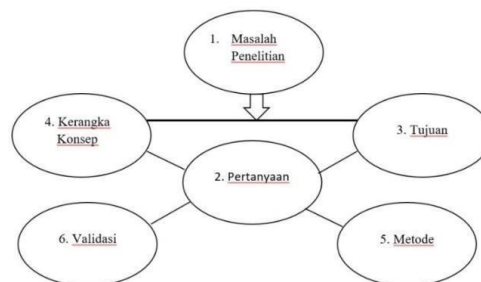 1. Masalah
Penelitian
4. Kerangka
Konsep
3. Tujuan
2. Pertanyaan
6. Validasi
5. Metode